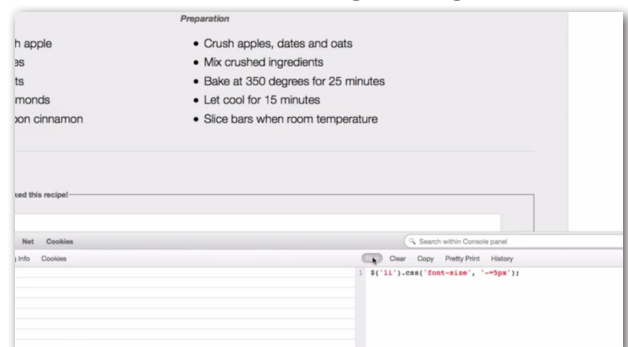 Preparation
h apple
• Crush apples, dates and oats
es
• Mix crushed ingredients
ts
• Bake at 350 degrees for 25 minutes
monds
• Let cool for 15 minutes
on cinnamon
• Slice bars when room temperature
ked this recipe!
Net Cookies
Search within Console panel
Info Cookies
Clear Copy Pretty Print History
1 $('li').css('font-size', '-=5px');